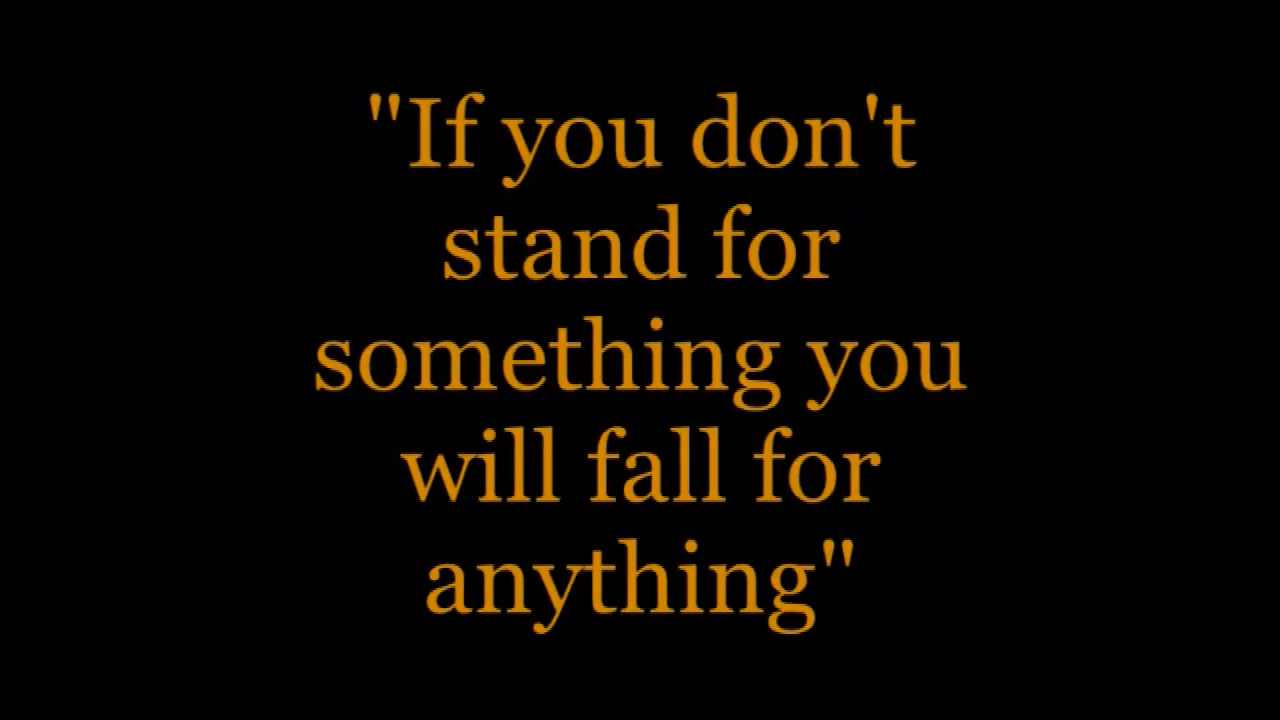 "If you don't
stand for
something you
will fall for
anything"